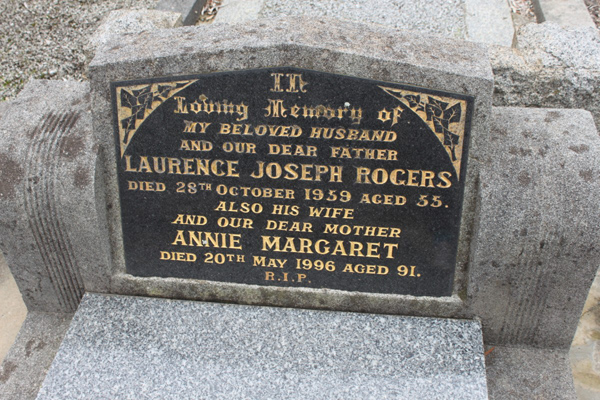 In
Loving Memory of
MY BELOVED HUSBAND
AND OUR DEAR FATHER
LAURENCE JOSEPH ROGERS
DIED 28TH OCTOBER 1959 AGED 55.
ALSO HIS WIFE
AND OUR DEAR MOTHER
ANNIE MARGARET
DIED 20TH MAY 1996 AGED 91.
R.I.P.